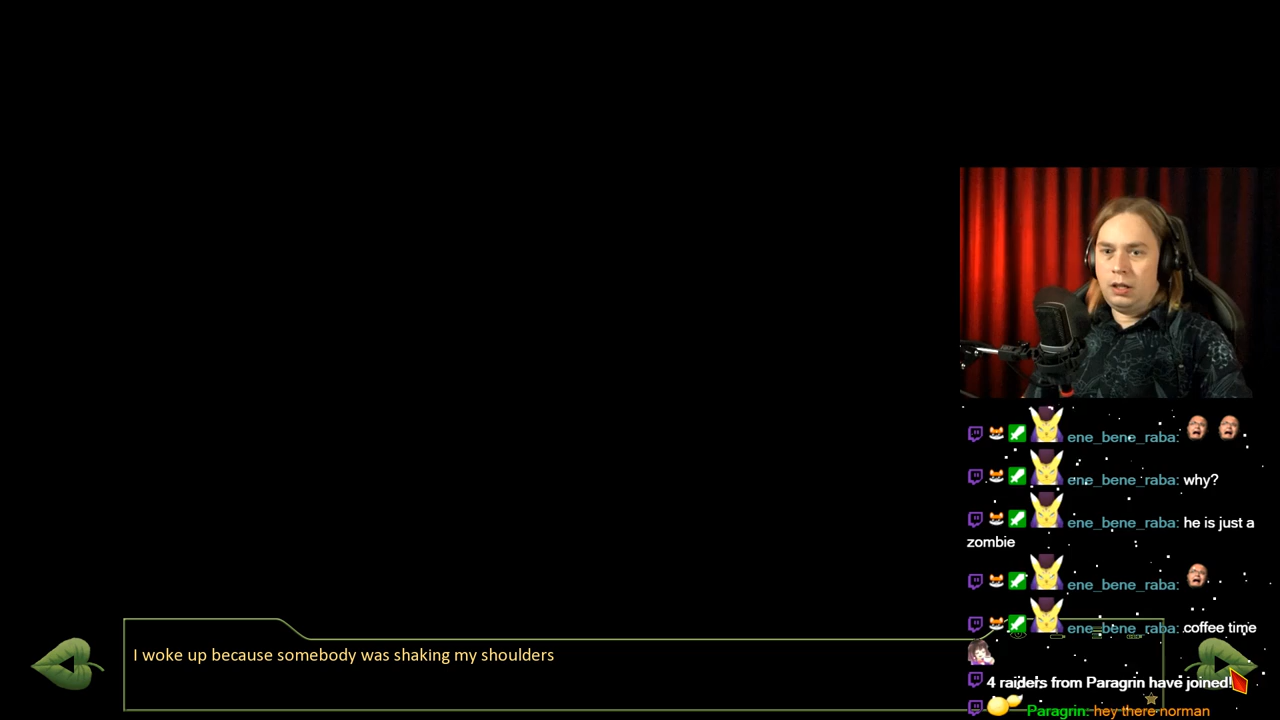 I woke up because somebody was shaking my shoulders
ene_bene_raba:
ene_bene_raba: why?
ene_bene_raba: he is just a
zombie
ene_bene_raba:
ene_bene_raba: coffee time
4 raiders from Paragrin have joined!
Paragrin: hey there norman